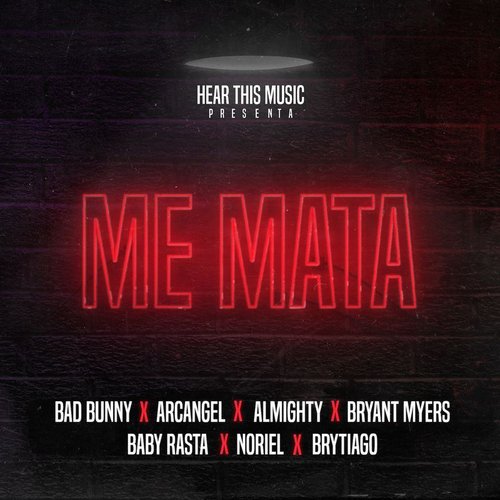 HEAR THIS MUSIC
PRESENTA
ME MATA
BAD BUNNY X ARCANGEL X ALMIGHTY X BRYANT MYERS
BABY RASTA X NORIEL X BRYTIAGO